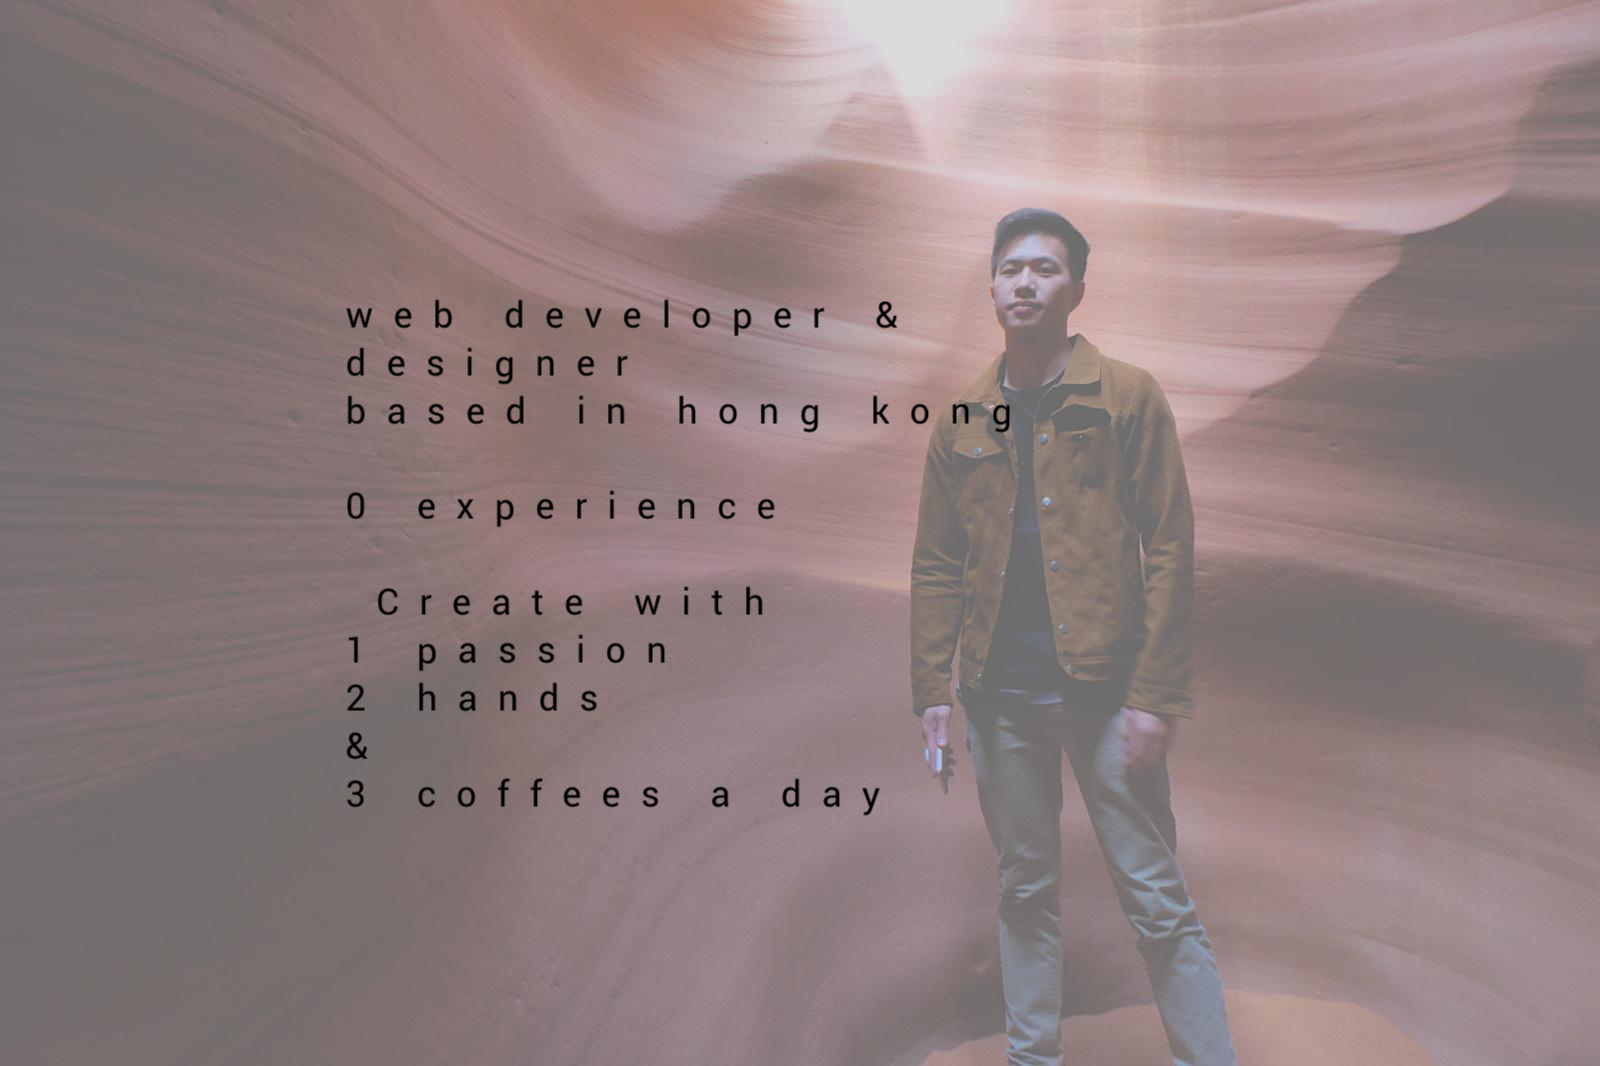 web developer &
designer
based in hong kong
0 experience
Create with
1 passion
2 hands
&
3 coffees a day